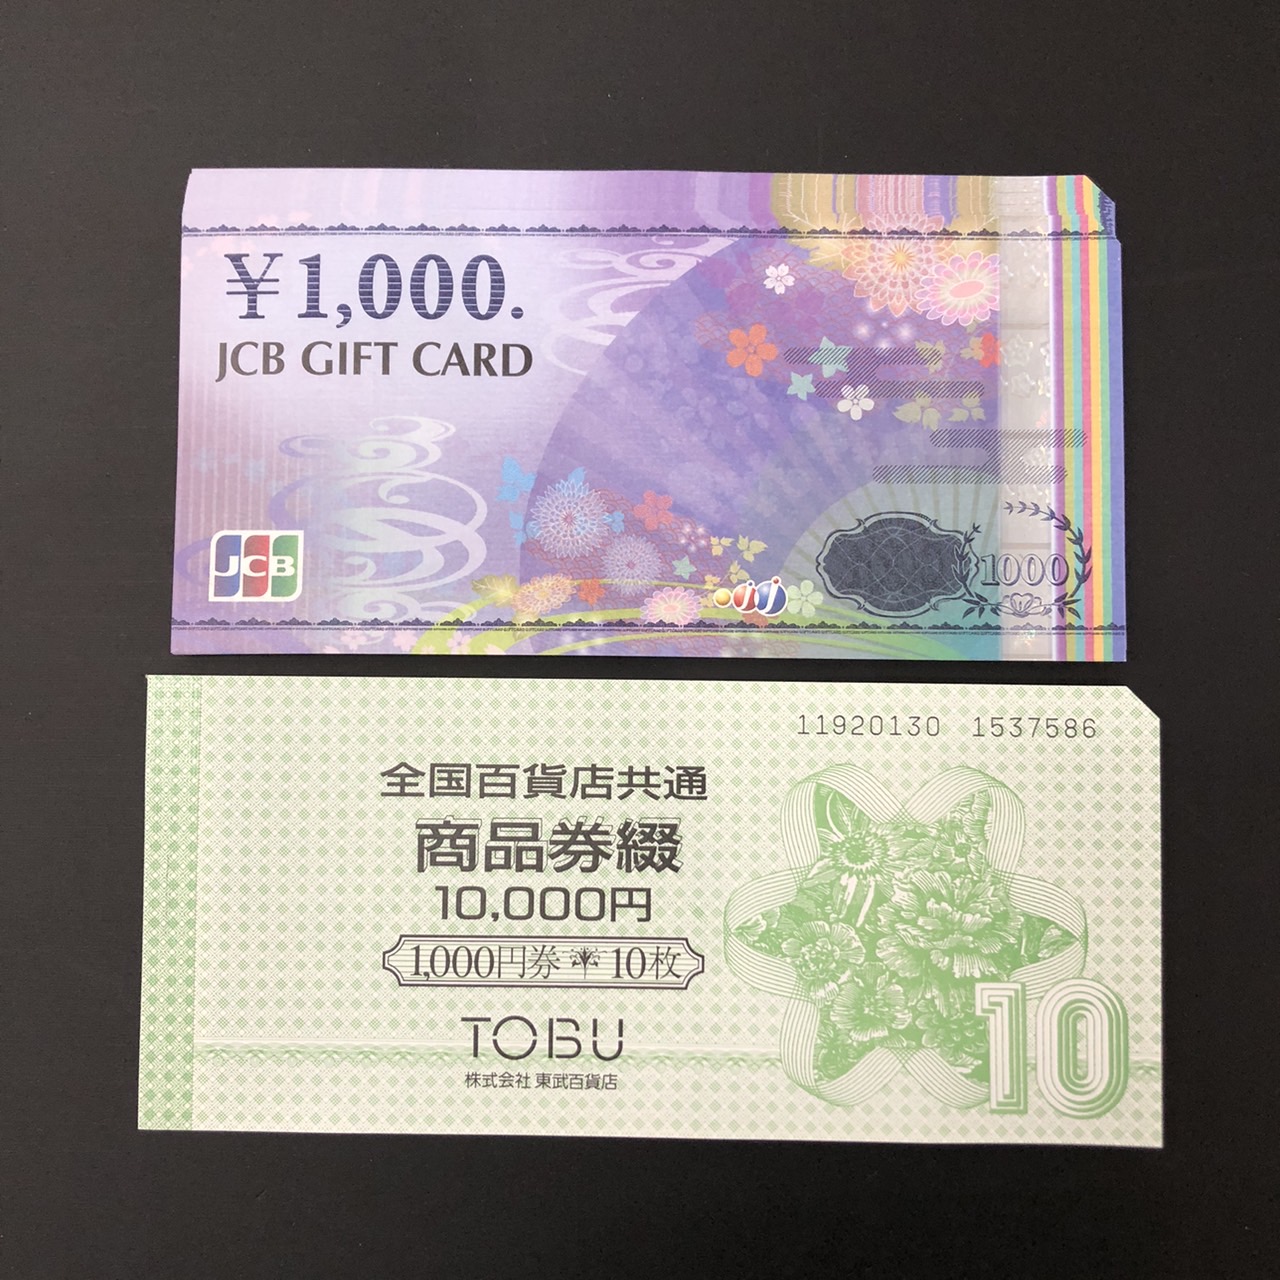 ¥1,000.
JCB GIFT CARD
JCB
1000
11920130 1537586
全国百貨店共通
商品券綴
10,000円
1,000円券 10枚
TOBU
株式会社 東武百貨店
10